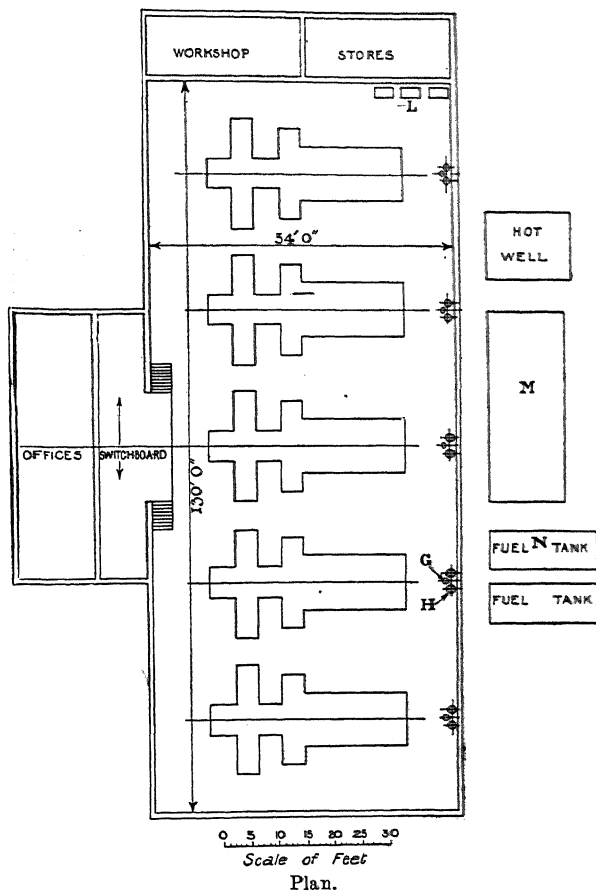 WORKSHOP
STORES
L
54′0″
HOT
WELL
M
OFFICES
SWITCHBOARD
130′0″
FUEL N TANK
G
H
FUEL TANK
0 5 10 15 20 25 30
Scale of Feet
Plan.